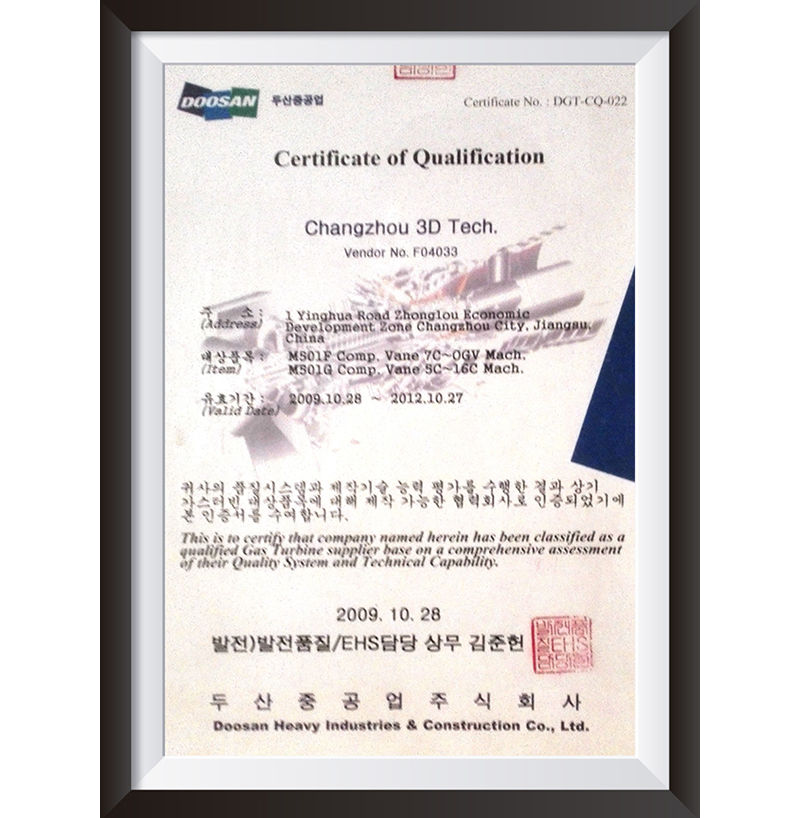 DOOSAN 두산중공업
Certificate No. : DGT-CQ-022
Certificate of Qualification
Changzhou 3D Tech.
Vendor No. F04033
주 소 : 1 Yinghua Road Zhonglou Economic
(Address) Development Zone Changzhou City, Jiangsu,
China
대상품목 : M501F Comp. Vane 7C~OGV Mach.
(Item) M501G Comp. Vane 5C~16C Mach.
유효기간 : 2009.10.28 ~ 2012.10.27
(Valid Date)
귀사의 품질시스템과 제작기술 능력 평가를 수행한 결과 상기
가스터빈 대상품목에 대해 제작 가능한 협력회사로 인증되었기에
본 인증서를 수여합니다.
This is to certify that company named herein has been classified as a
qualified Gas Turbine supplier base on a comprehensive assessment
of their Quality System and Technical Capability.
2009. 10. 28
발전)발전품질/EHS담당 상무 김준헌
발전품
질EHS
담당
두 산 중 공 업 주 식 회 사
Doosan Heavy Industries & Construction Co., Ltd.